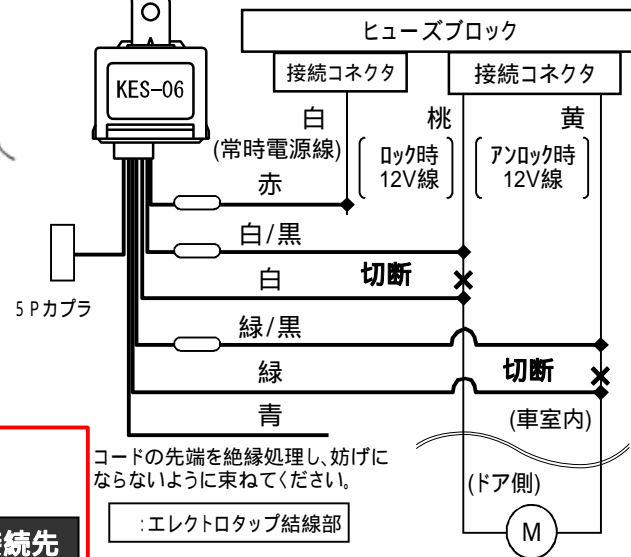 ヒューズブロック
接続コネクタ
接続コネクタ
KES-06
白
(常時電源線)
桃
ロック時
12V線
黄
アンロック時
12V線
赤
白/黒
白
切断
緑/黒
緑
切断
青
5Pカプラ
(車室内)
コードの先端を絶縁処理し、妨げに
ならないように束ねてください。
(ドア側)
:エレクトロタップ結線部
M
続先